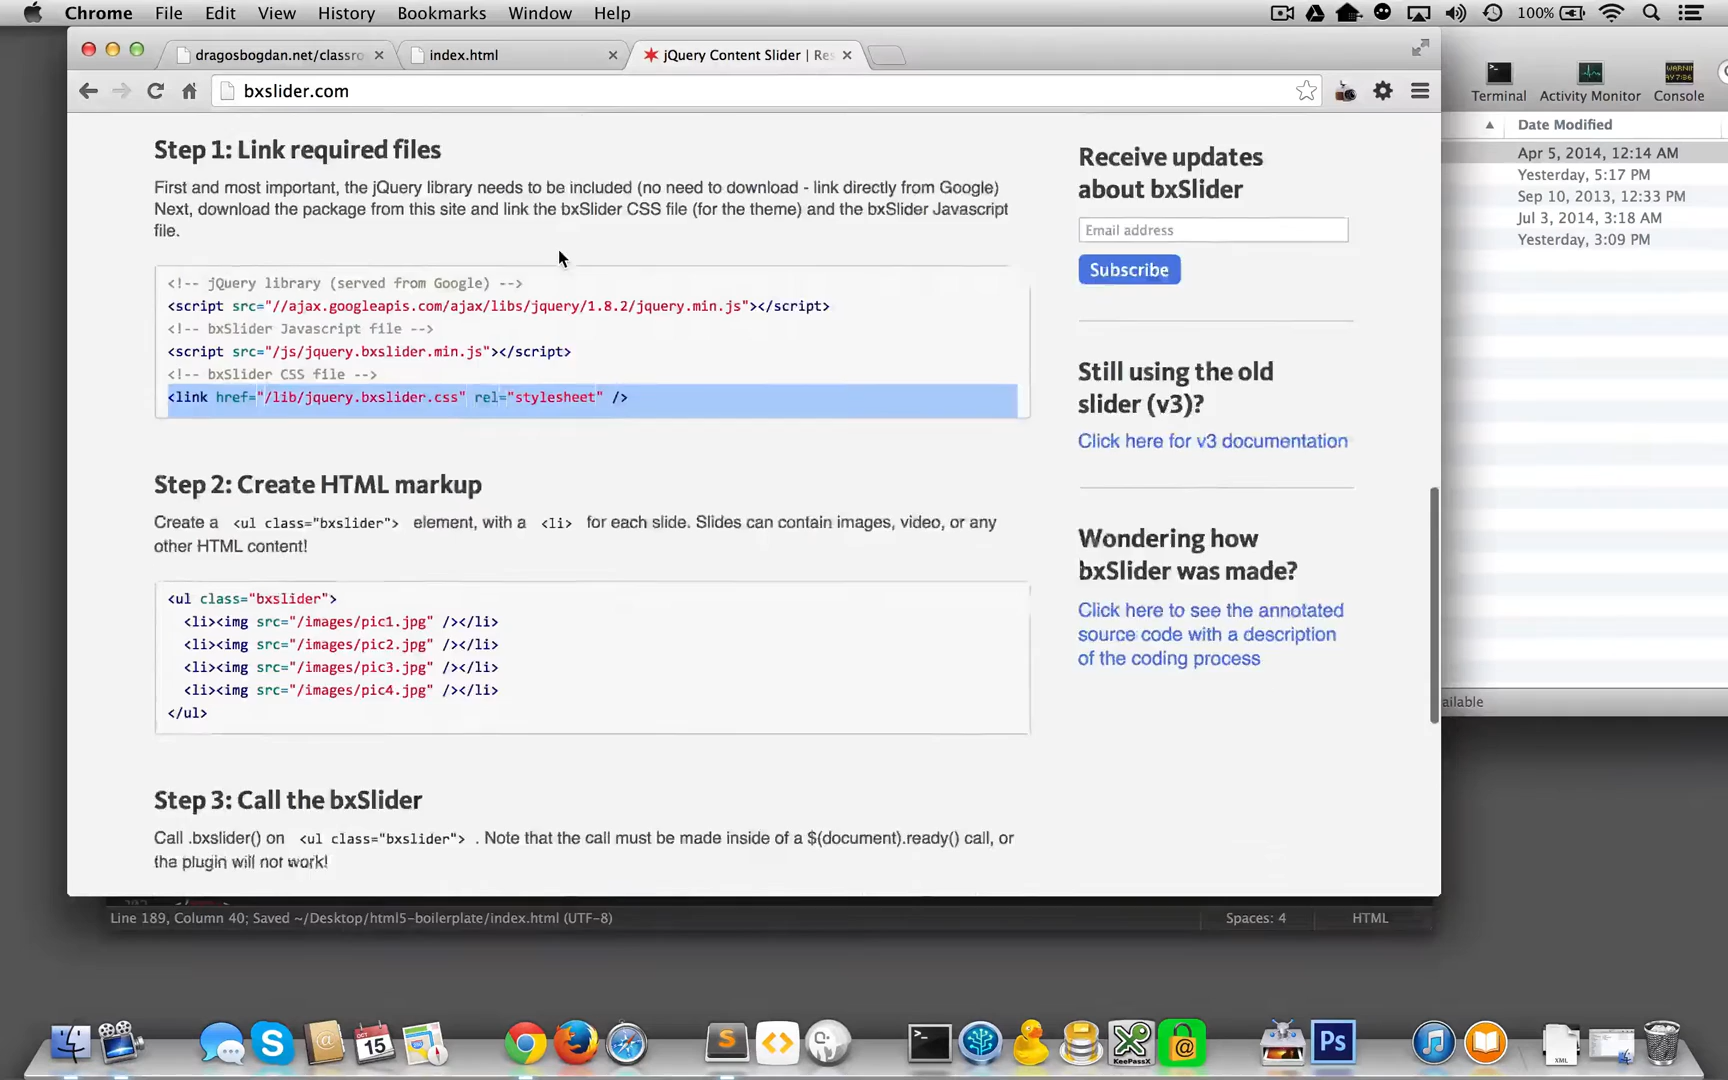 Chrome File Edit View History Bookmarks Window Help 100%
dragosbogdan.net/classro index.html jQuery Content Slider | Res
bxslider.com
Terminal Activity Monitor Console
Date Modified
Apr 5, 2014, 12:14 AM
Yesterday, 5:17 PM
Sep 10, 2013, 12:33 PM
Jul 3, 2014, 3:18 AM
Yesterday, 3:09 PM
ailable
Step 1: Link required files
First and most important, the jQuery library needs to be included (no need to download - link directly from Google)
Next, download the package from this site and link the bxSlider CSS file (for the theme) and the bxSlider Javascript
file.
<!-- jQuery library (served from Google) -->
<script src="//ajax.googleapis.com/ajax/libs/jquery/1.8.2/jquery.min.js"></script>
<!-- bxSlider Javascript file -->
<script src="/js/jquery.bxslider.min.js"></script>
<!-- bxSlider CSS file -->
<link href="/lib/jquery.bxslider.css" rel="stylesheet" />
Step 2: Create HTML markup
Create a <ul class="bxslider"> element, with a <li> for each slide. Slides can contain images, video, or any
other HTML content!
<ul class="bxslider">
<li><img src="/images/pic1.jpg" /></li>
<li><img src="/images/pic2.jpg" /></li>
<li><img src="/images/pic3.jpg" /></li>
<li><img src="/images/pic4.jpg" /></li>
</ul>
Step 3: Call the bxSlider
Call .bxslider() on <ul class="bxslider"> . Note that the call must be made inside of a $(document).ready() call, or
the plugin will not work!
Receive updates
about bxSlider
Email address
Subscribe
Still using the old
slider (v3)?
Click here for v3 documentation
Wondering how
bxSlider was made?
Click here to see the annotated
source code with a description
of the coding process
Line 189, Column 40; Saved ~/Desktop/html5-boilerplate/index.html (UTF-8) Spaces: 4 HTML
OCT
15
KeePassX
Ps
XML